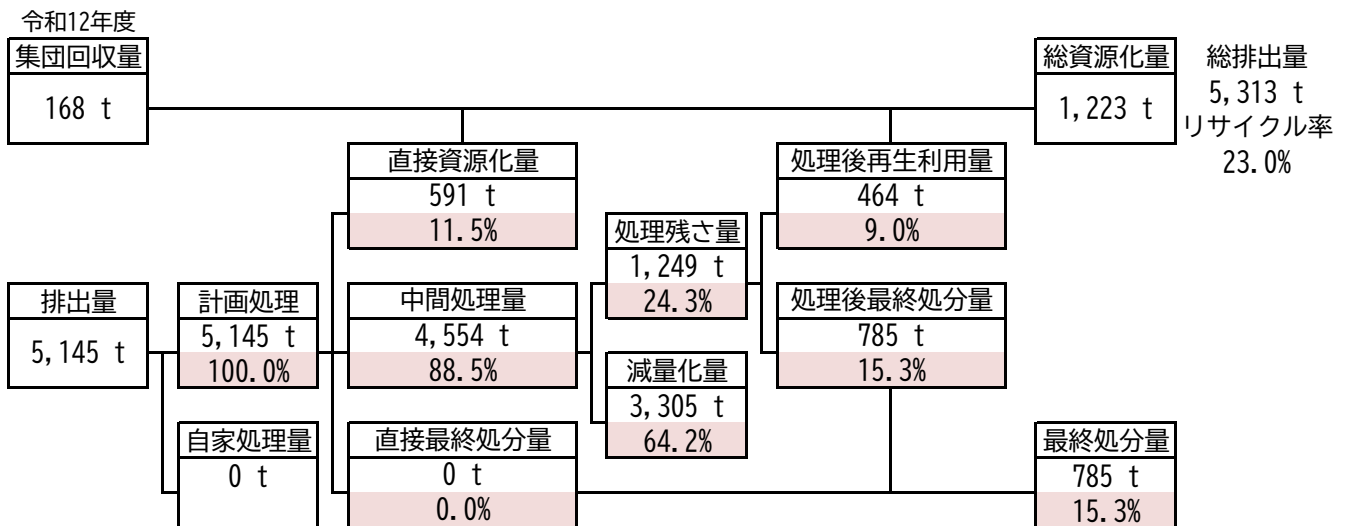 令和12年度
集団回収量
168 t
総資源化量
1,223 t
総排出量
5,313 t
リサイクル率
23.0%
直接資源化量
591 t
11.5%
処理後再生利用量
464 t
9.0%
処理残さ量
1,249 t
24.3%
排出量
5,145 t
計画処理
5,145 t
100.0%
中間処理量
4,554 t
88.5%
処理後最終処分量
785 t
15.3%
減量化量
3,305 t
64.2%
自家処理量
0 t
直接最終処分量
0 t
0.0%
最終処分量
785 t
15.3%